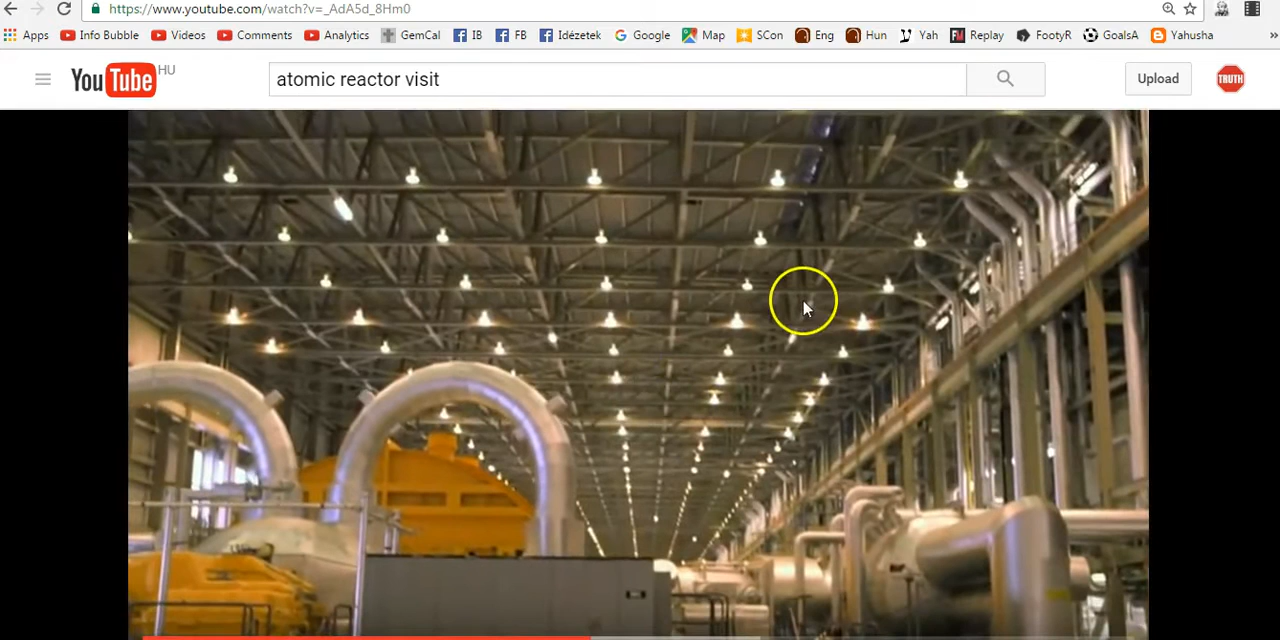 https://www.youtube.com/watch?v=_AdA5d_8Hm0
Apps Info Bubble Videos Comments Analytics GemCal IB FB Idézetek Google Map SCon Eng Hun Yah Replay FootyR GoalsA Yahusha »
YouTube HU atomic reactor visit Upload TRUTH